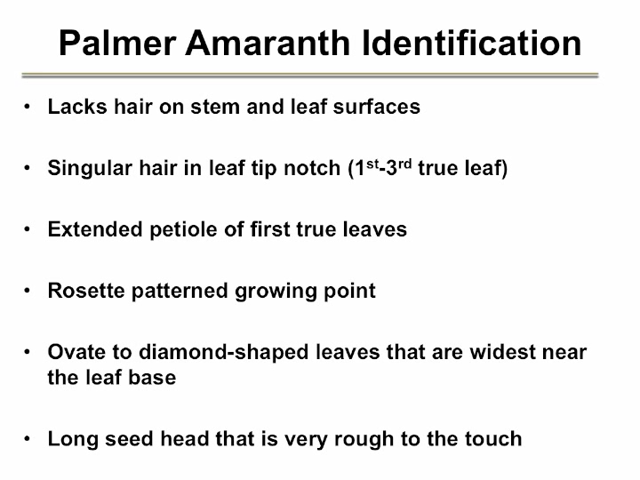 Palmer Amaranth Identification
• Lacks hair on stem and leaf surfaces
• Singular hair in leaf tip notch (1st-3rd true leaf)
• Extended petiole of first true leaves
• Rosette patterned growing point
• Ovate to diamond-shaped leaves that are widest near
the leaf base
• Long seed head that is very rough to the touch